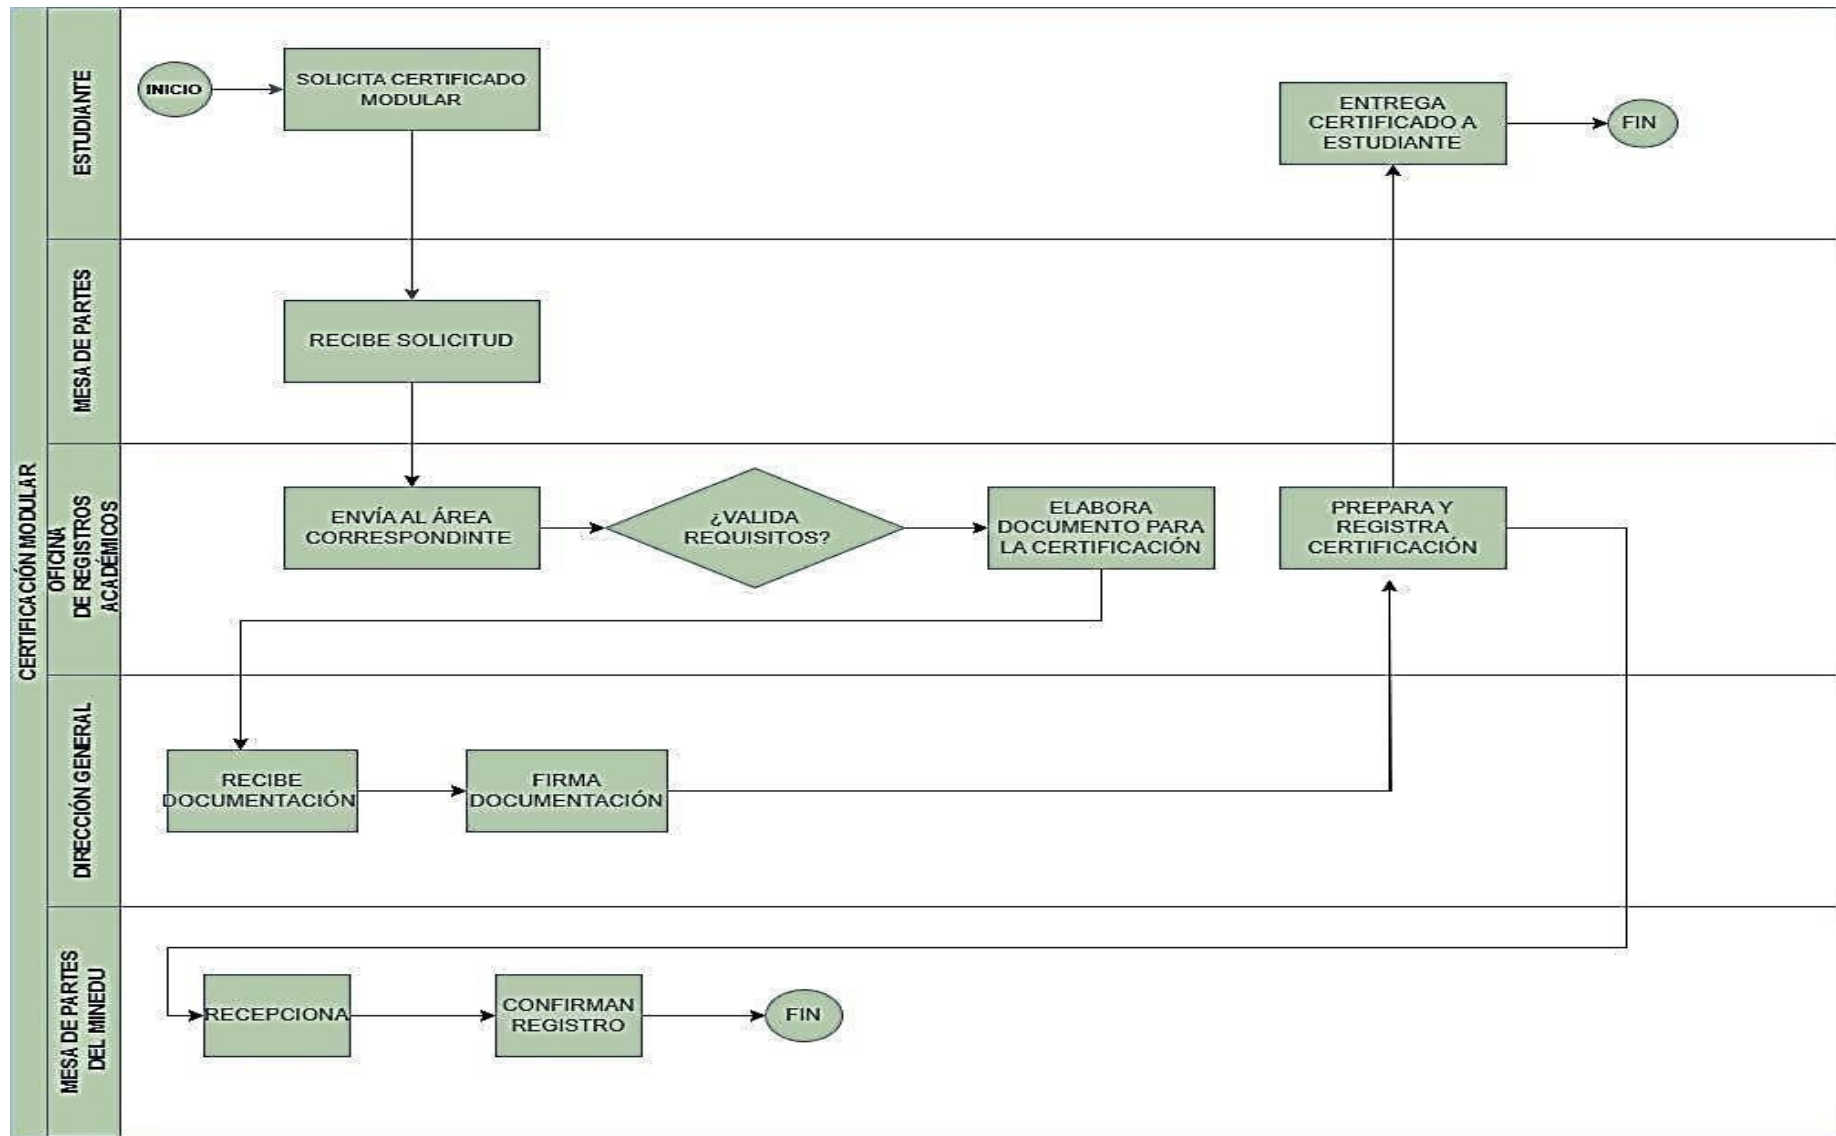 CERTIFICACIÓN MODULAR
ESTUDIANTE
INICIO
SOLICITA CERTIFICADO
MODULAR
ENTREGA
CERTIFICADO A
ESTUDIANTE
FIN
MESA DE PARTES
RECIBE SOLICITUD
OFICINA
DE REGISTROS
ACADÉMICOS
ENVÍA AL ÁREA
CORRESPONDINTE
¿VALIDA
REQUISITOS?
ELABORA
DOCUMENTO PARA
LA CERTIFICACIÓN
PREPARA Y
REGISTRA
CERTIFICACIÓN
DIRECCIÓN GENERAL
RECIBE
DOCUMENTACIÓN
FIRMA
DOCUMENTACIÓN
MESA DE PARTES
DEL MINEDU
RECEPCIONA
CONFIRMAN
REGISTRO
FIN